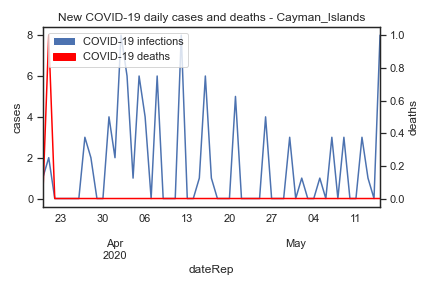 New COVID-19 daily cases and deaths - Cayman_Islands
COVID-19 infections
COVID-19 deaths
8
6
4
2
0
cases
1.0
0.8
0.6
0.4
0.2
0.0
deaths
23 30 06 13 20 27 04 11
Apr May
2020
dateRep